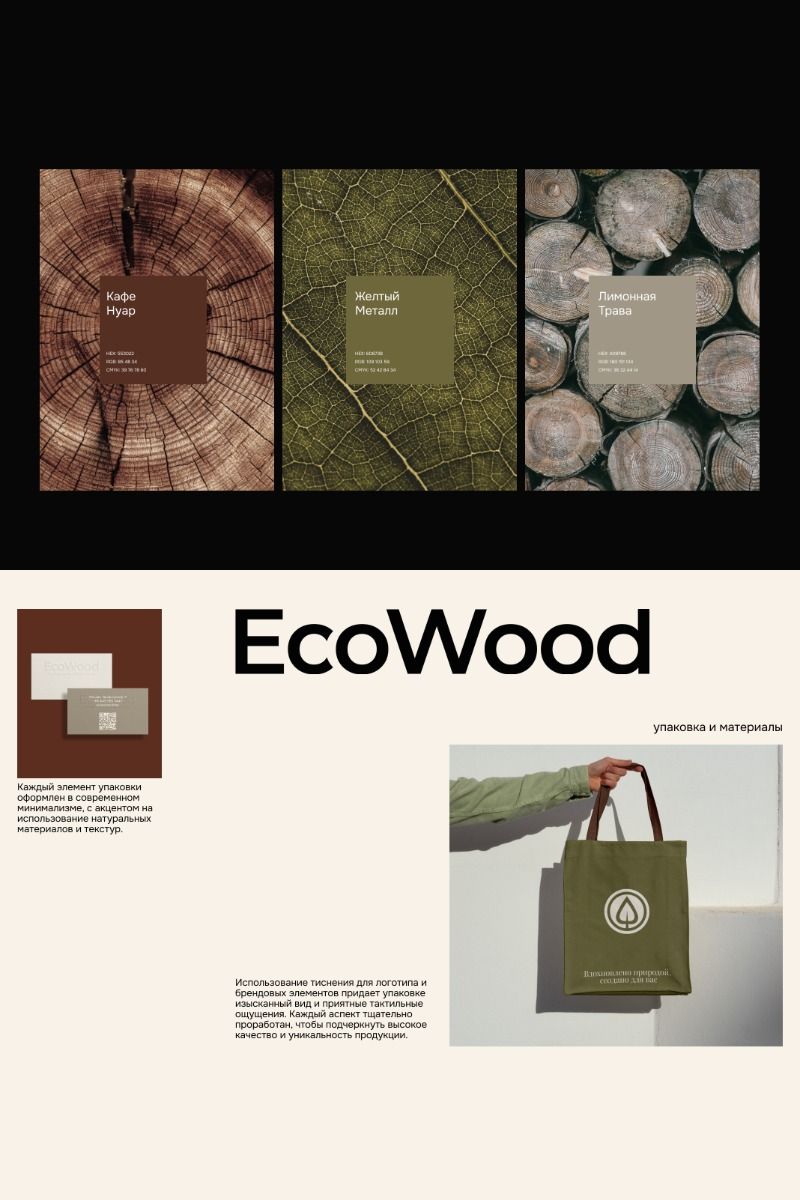 Кафе
Нуар
Желтый
Металл
Лимонная
Трава
EcoWood
EcoWood
упаковка и материалы
Каждый элемент упаковки
оформлен в современном
минимализме, с акцентом на
использование натуральных
материалов и текстур.
Использование тиснения для логотипа и
брендовых элементов придает упаковке
изысканный вид и приятные тактильные
ощущения. Каждый аспект тщательно
проработан, чтобы подчеркнуть высокое
качество и уникальность продукции.
Вдохновлено природой,
создано для вас